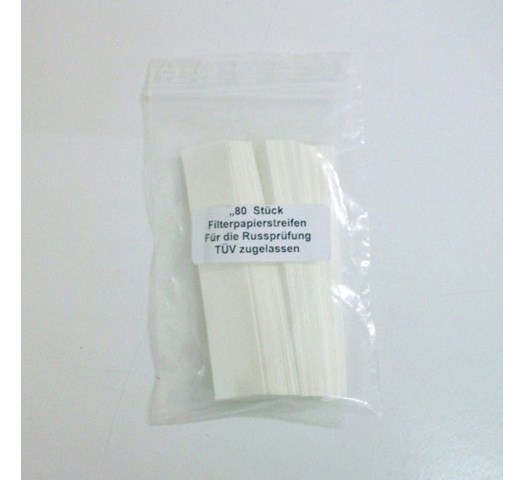 „80 Stück
Filterpapierstreifen
Für die Russprüfung
TÜV zugelassen